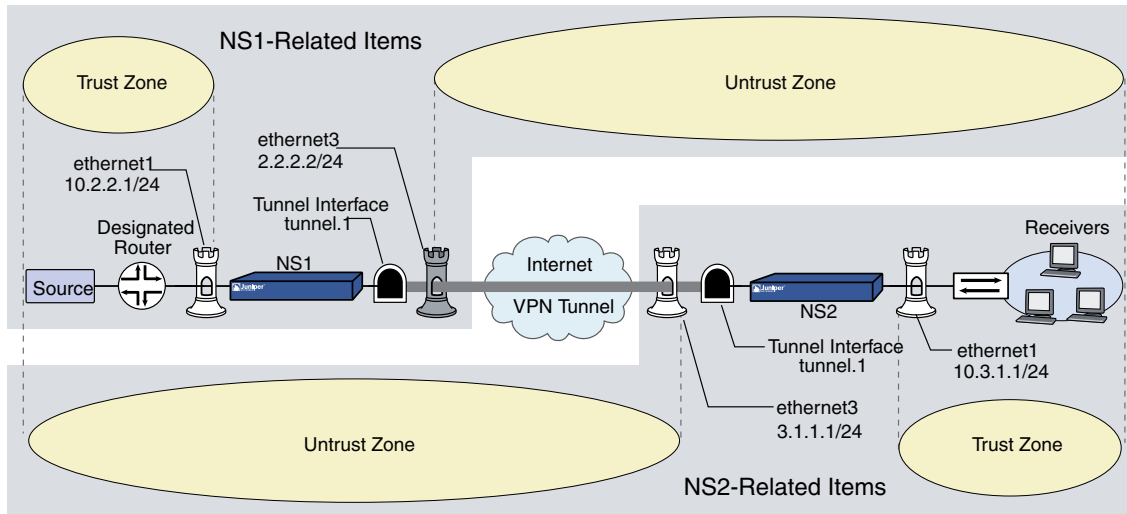 NS1-Related Items
Trust Zone
Untrust Zone
ethernet3
2.2.2.2/24
ethernet1
10.2.2.1/24
Tunnel Interface
tunnel.1
Designated
Router
Receivers
Source
NS1
Juniper
Internet
VPN Tunnel
Juniper
NS2
Tunnel Interface
tunnel.1
ethernet1
10.3.1.1/24
ethernet3
3.1.1.1/24
Untrust Zone
Trust Zone
NS2-Related Items